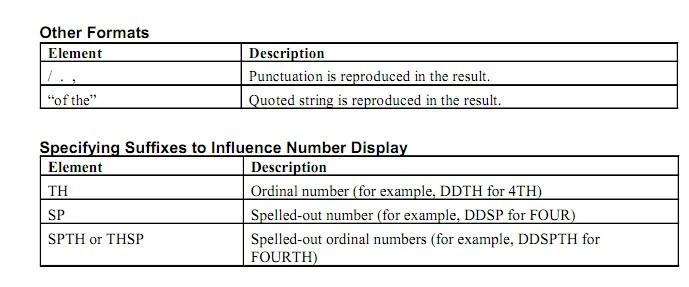 Other Formats
Element Description
/ . , Punctuation is reproduced in the result.
“of the” Quoted string is reproduced in the result.
Specifying Suffixes to Influence Number Display
Element Description
TH Ordinal number (for example, DDTH for 4TH)
SP Spelled-out number (for example, DDSP for FOUR)
SPTH or THSP Spelled-out ordinal numbers (for example, DDSPTH for
FOURTH)